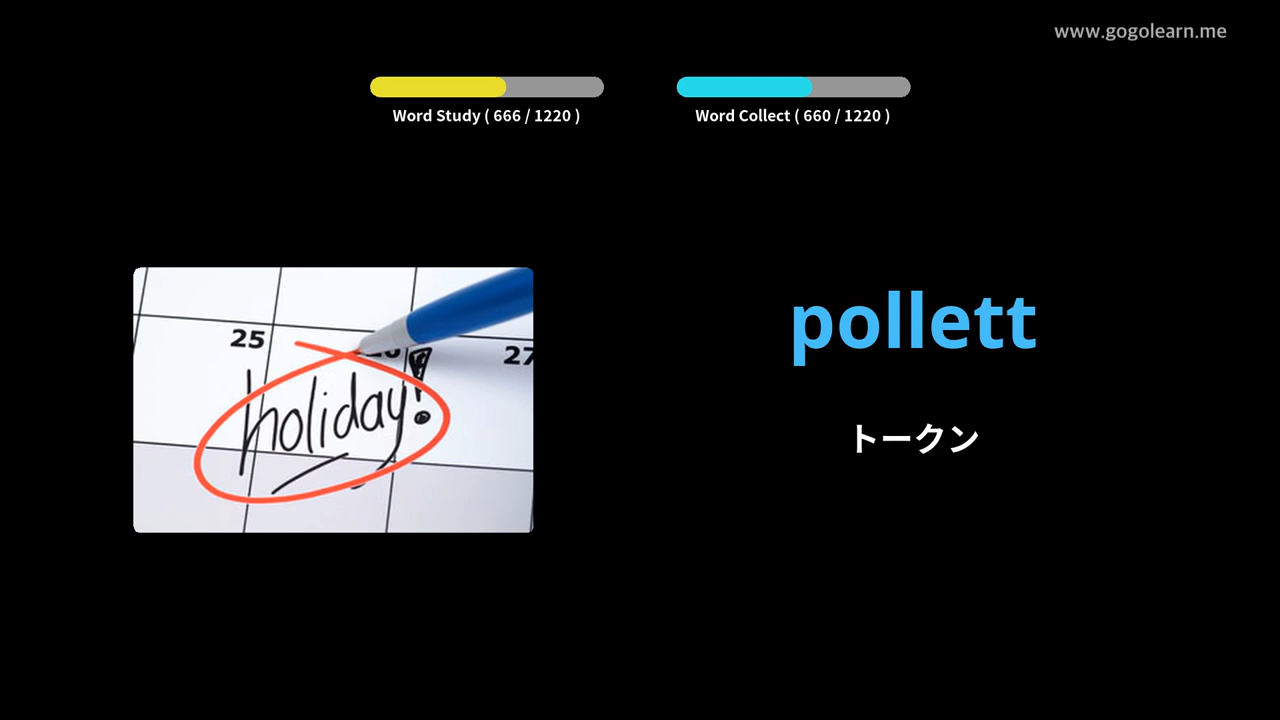 www.gogolearn.me
Word Study ( 666 / 1220 )
Word Collect ( 660 / 1220 )
25
27
holiday!
pollett
トークン